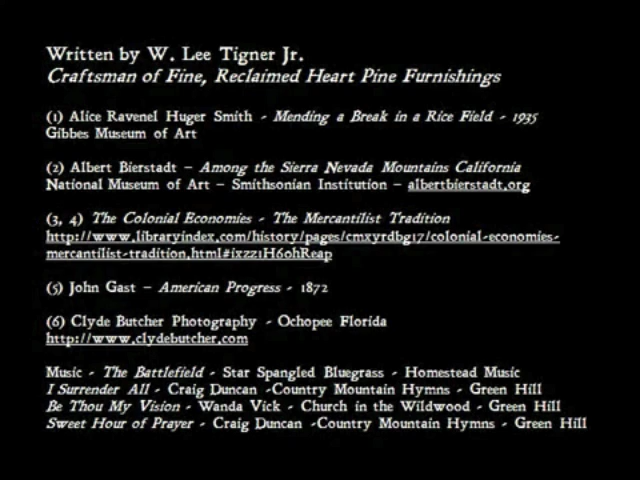 Written by W. Lee Tigner Jr.
Craftsman of Fine, Reclaimed Heart Pine Furnishings
(1) Alice Ravenel Huger Smith - Mending a Break in a Rice Field - 1935
Gibbes Museum of Art
(2) Albert Bierstadt – Among the Sierra Nevada Mountains California
National Museum of Art – Smithsonian Institution – albertbierstadt.org
(3, 4) The Colonial Economies - The Mercantilist Tradition
http://www.libraryindex.com/history/pages/cmxyrdbg17/colonial-economies-
mercantilist-tradition.html#ixzz1H6ohReap
(5) John Gast – American Progress - 1872
(6) Clyde Butcher Photography - Ochopee Florida
http://www.clydebutcher.com
Music - The Battlefield - Star Spangled Bluegrass - Homestead Music
I Surrender All - Craig Duncan -Country Mountain Hymns - Green Hill
Be Thou My Vision - Wanda Vick - Church in the Wildwood - Green Hill
Sweet Hour of Prayer - Craig Duncan -Country Mountain Hymns - Green Hill